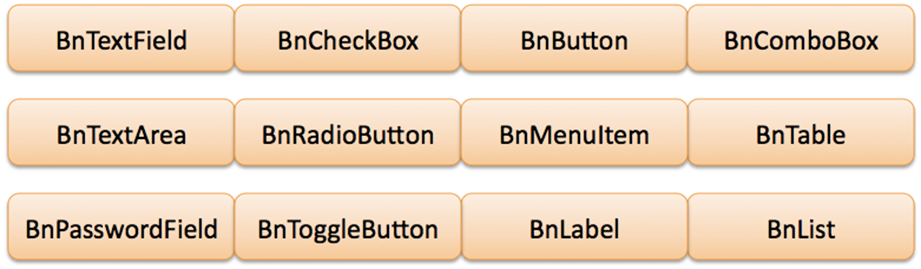 BnTextField BnCheckBox BnButton BnComboBox
BnTextArea BnRadioButton BnMenuItem BnTable
BnPasswordField BnToggleButton BnLabel BnList